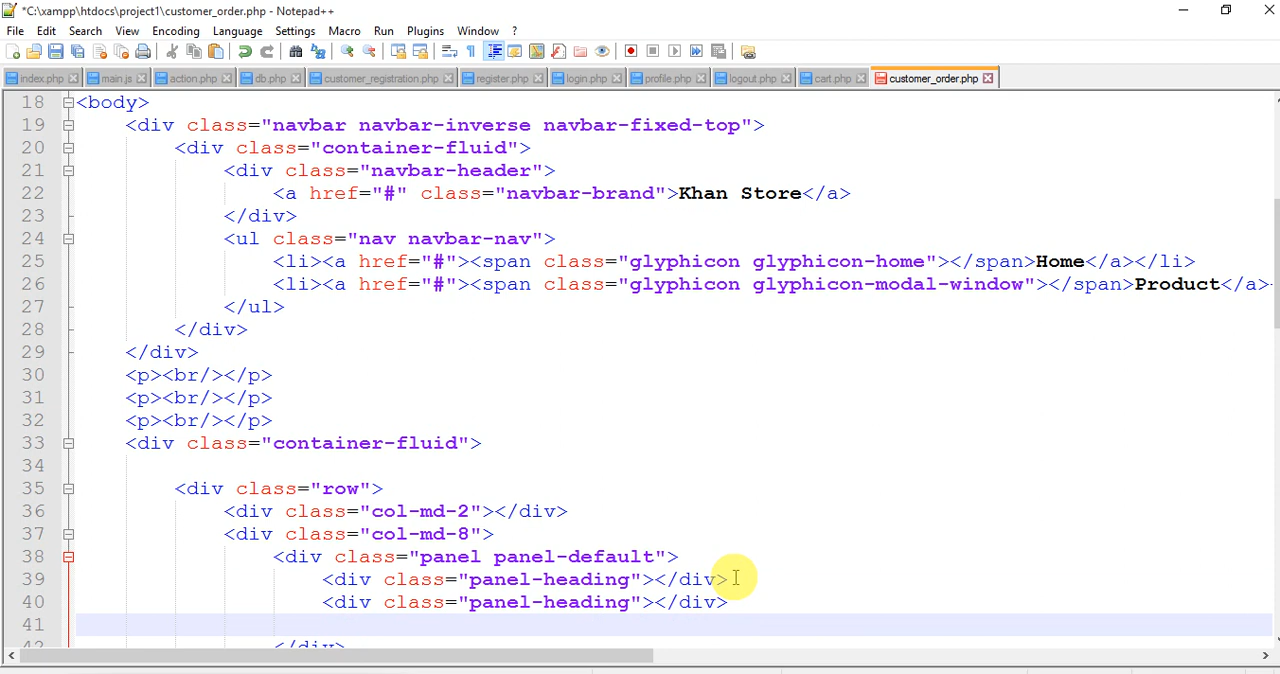 *C:\xampp\htdocs\project1\customer_order.php - Notepad++
File Edit Search View Encoding Language Settings Macro Run Plugins Window ?
index.php main.js action.php db.php customer_registration.php register.php login.php profile.php logout.php cart.php customer_order.php
18 <body>
19 <div class="navbar navbar-inverse navbar-fixed-top">
20 <div class="container-fluid">
21 <div class="navbar-header">
22 <a href="#" class="navbar-brand">Khan Store</a>
23 </div>
24 <ul class="nav navbar-nav">
25 <li><a href="#"><span class="glyphicon glyphicon-home"></span>Home</a></li>
26 <li><a href="#"><span class="glyphicon glyphicon-modal-window"></span>Product</a>
27 </ul>
28 </div>
29 </div>
30 <p><br/></p>
31 <p><br/></p>
32 <p><br/></p>
33 <div class="container-fluid">
34
35 <div class="row">
36 <div class="col-md-2"></div>
37 <div class="col-md-8">
38 <div class="panel panel-default">
39 <div class="panel-heading"></div>
40 <div class="panel-heading"></div>
41
42 </div>